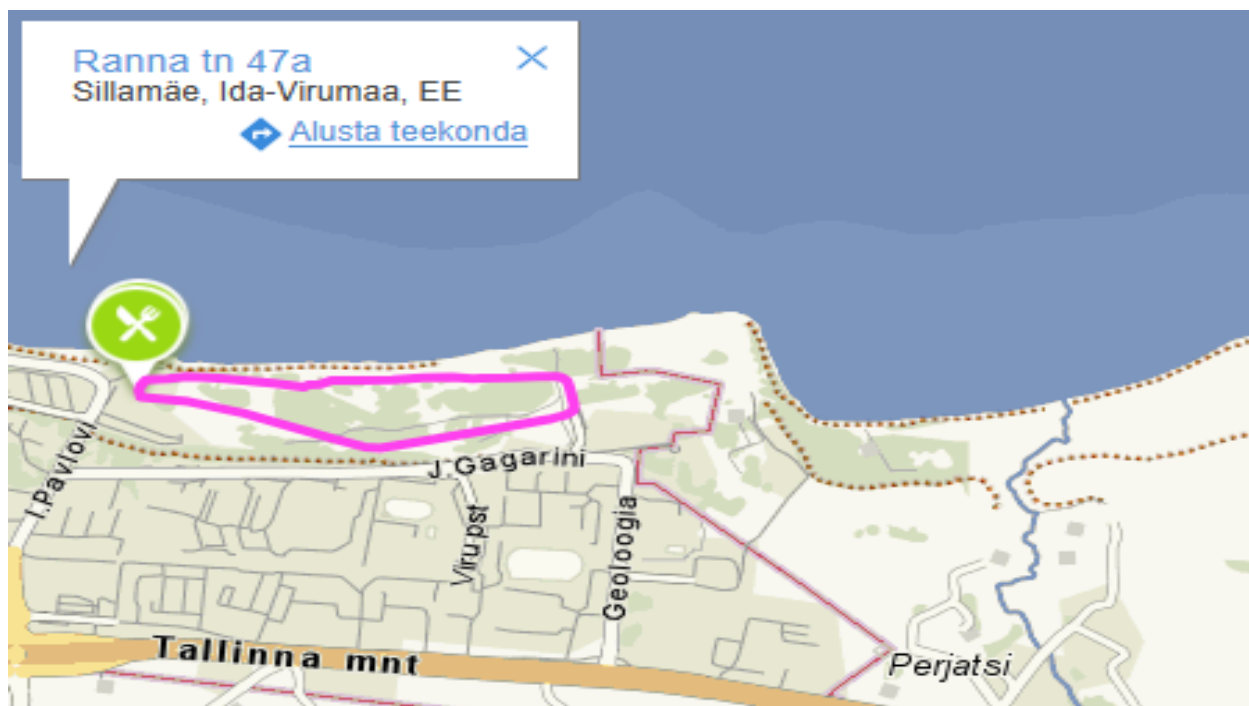 Ranna tn 47a
Sillamäe, Ida-Virumaa, EE
Alusta teekonda
I.Pavlovi
J.Gagarini
Viru pst
Geoloogia
Tallinna mnt
Perjatsi